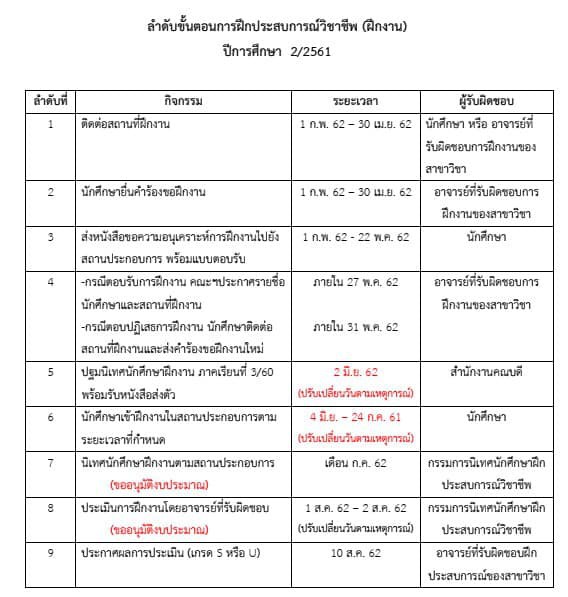 ลำดับขั้นตอนการฝึกประสบการณ์วิชาชีพ (ฝึกงาน)
ปีการศึกษา 2/2561
ลำดับที่ กิจกรรม ระยะเวลา ผู้รับผิดชอบ
1 ติดต่อสถานที่ฝึกงาน 1 ก.พ. 62 – 30 เม.ย. 62 นักศึกษา หรือ อาจารย์ที่
รับผิดชอบการฝึกงานของ
สาขาวิชา
2 นักศึกษายื่นคำร้องขอฝึกงาน 1 ก.พ. 62 – 30 เม.ย. 62 อาจารย์ที่รับผิดชอบการ
ฝึกงานของสาขาวิชา
3 ส่งหนังสือขอความอนุเคราะห์การฝึกงานไปยัง 1 ก.พ. 62 - 22 พ.ค. 62 นักศึกษา
สถานประกอบการ พร้อมแบบตอบรับ
4 -กรณีตอบรับการฝึกงาน คณะฯประกาศรายชื่อ ภายใน 27 พ.ค. 62 อาจารย์ที่รับผิดชอบการ
นักศึกษาและสถานที่ฝึกงาน ฝึกงานของสาขาวิชา
-กรณีตอบปฏิเสธการฝึกงาน นักศึกษาติดต่อ ภายใน 31 พ.ค. 62
สถานที่ฝึกงานและส่งคำร้องขอฝึกงานใหม่
5 ปฐมนิเทศนักศึกษาฝึกงาน ภาคเรียนที่ 3/60 2 มิ.ย. 62 สำนักงานคณบดี
พร้อมรับหนังสือส่งตัว (ปรับเปลี่ยนวันตามเหตุการณ์)
6 นักศึกษาเข้าฝึกงานในสถานประกอบการตาม 4 มิ.ย. – 24 ก.ค. 61 นักศึกษา
ระยะเวลาที่กำหนด (ปรับเปลี่ยนวันตามเหตุการณ์)
7 นิเทศนักศึกษาฝึกงานตามสถานประกอบการ เดือน ก.ค. 62 กรรมการนิเทศนักศึกษาฝึก
(ขออนุมัติงบประมาณ) ประสบการณ์วิชาชีพ
8 ประเมินการฝึกงานโดยอาจารย์ที่รับผิดชอบ 1 ส.ค. 62 – 2 ส.ค. 62 กรรมการนิเทศนักศึกษาฝึก
(ขออนุมัติงบประมาณ) (ปรับเปลี่ยนวันตามเหตุการณ์) ประสบการณ์วิชาชีพ
9 ประกาศผลการประเมิน (เกรด S หรือ U) 10 ส.ค. 62 อาจารย์ที่รับผิดชอบฝึก
ประสบการณ์ของสาขาวิชา